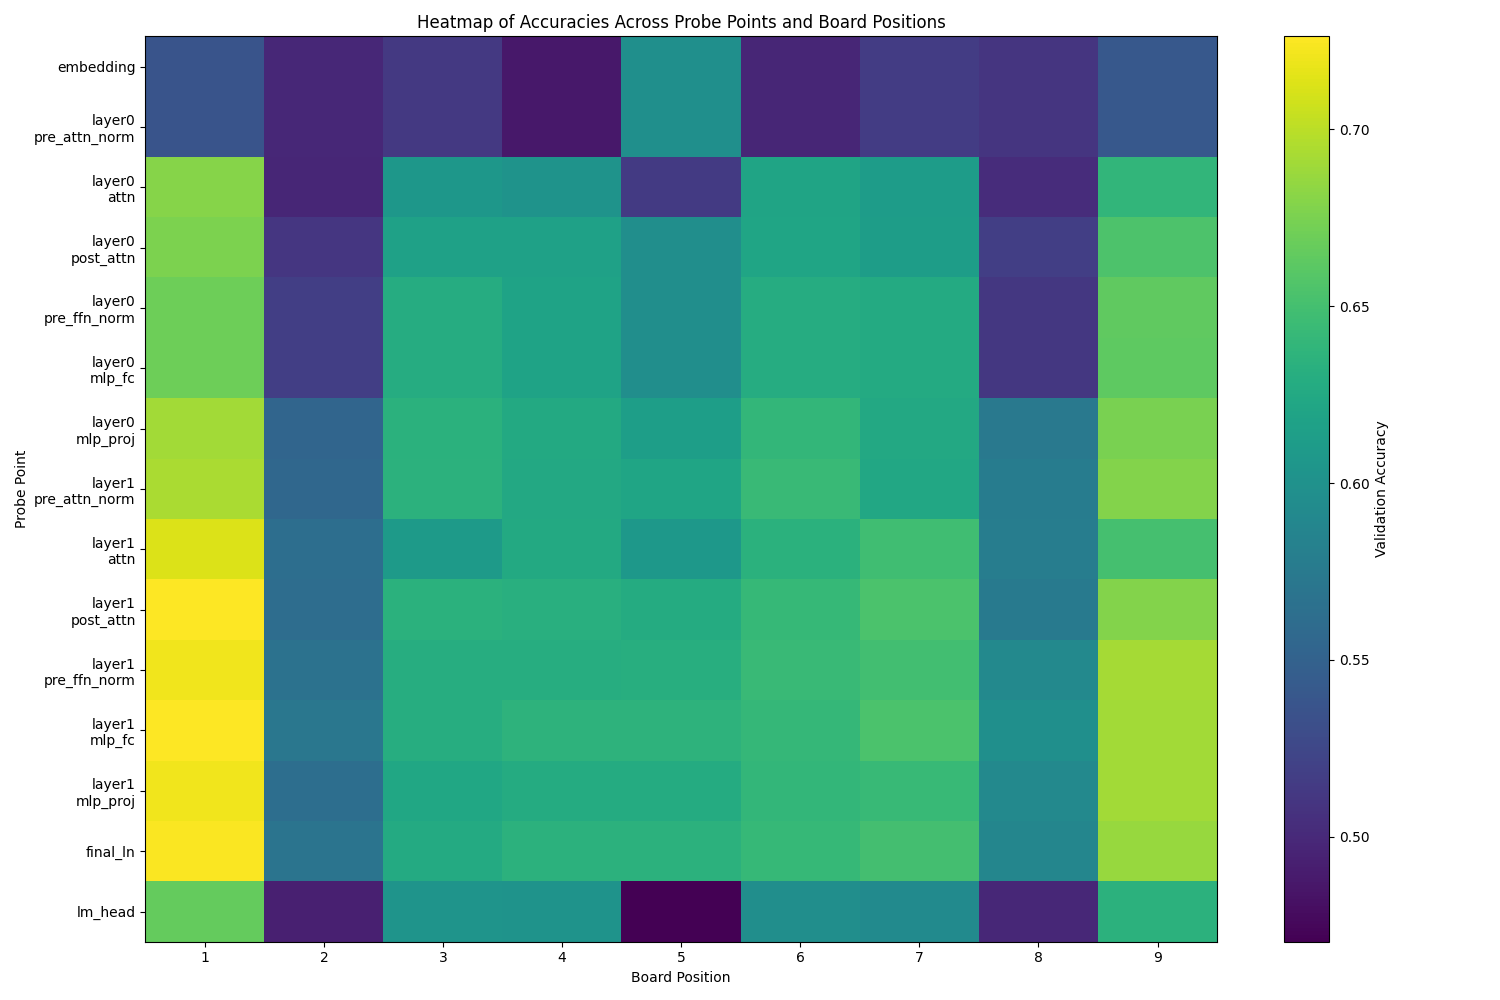 Heatmap of Accuracies Across Probe Points and Board Positions
embedding
layer0
pre_attn_norm
layer0
attn
layer0
post_attn
layer0
pre_ffn_norm
layer0
mlp_fc
layer0
mlp_proj
layer1
pre_attn_norm
layer1
attn
layer1
post_attn
layer1
pre_ffn_norm
layer1
mlp_fc
layer1
mlp_proj
final_ln
lm_head
Probe Point
1 2 3 4 5 6 7 8 9
Board Position
0.70
0.65
0.60
0.55
0.50
Validation Accuracy